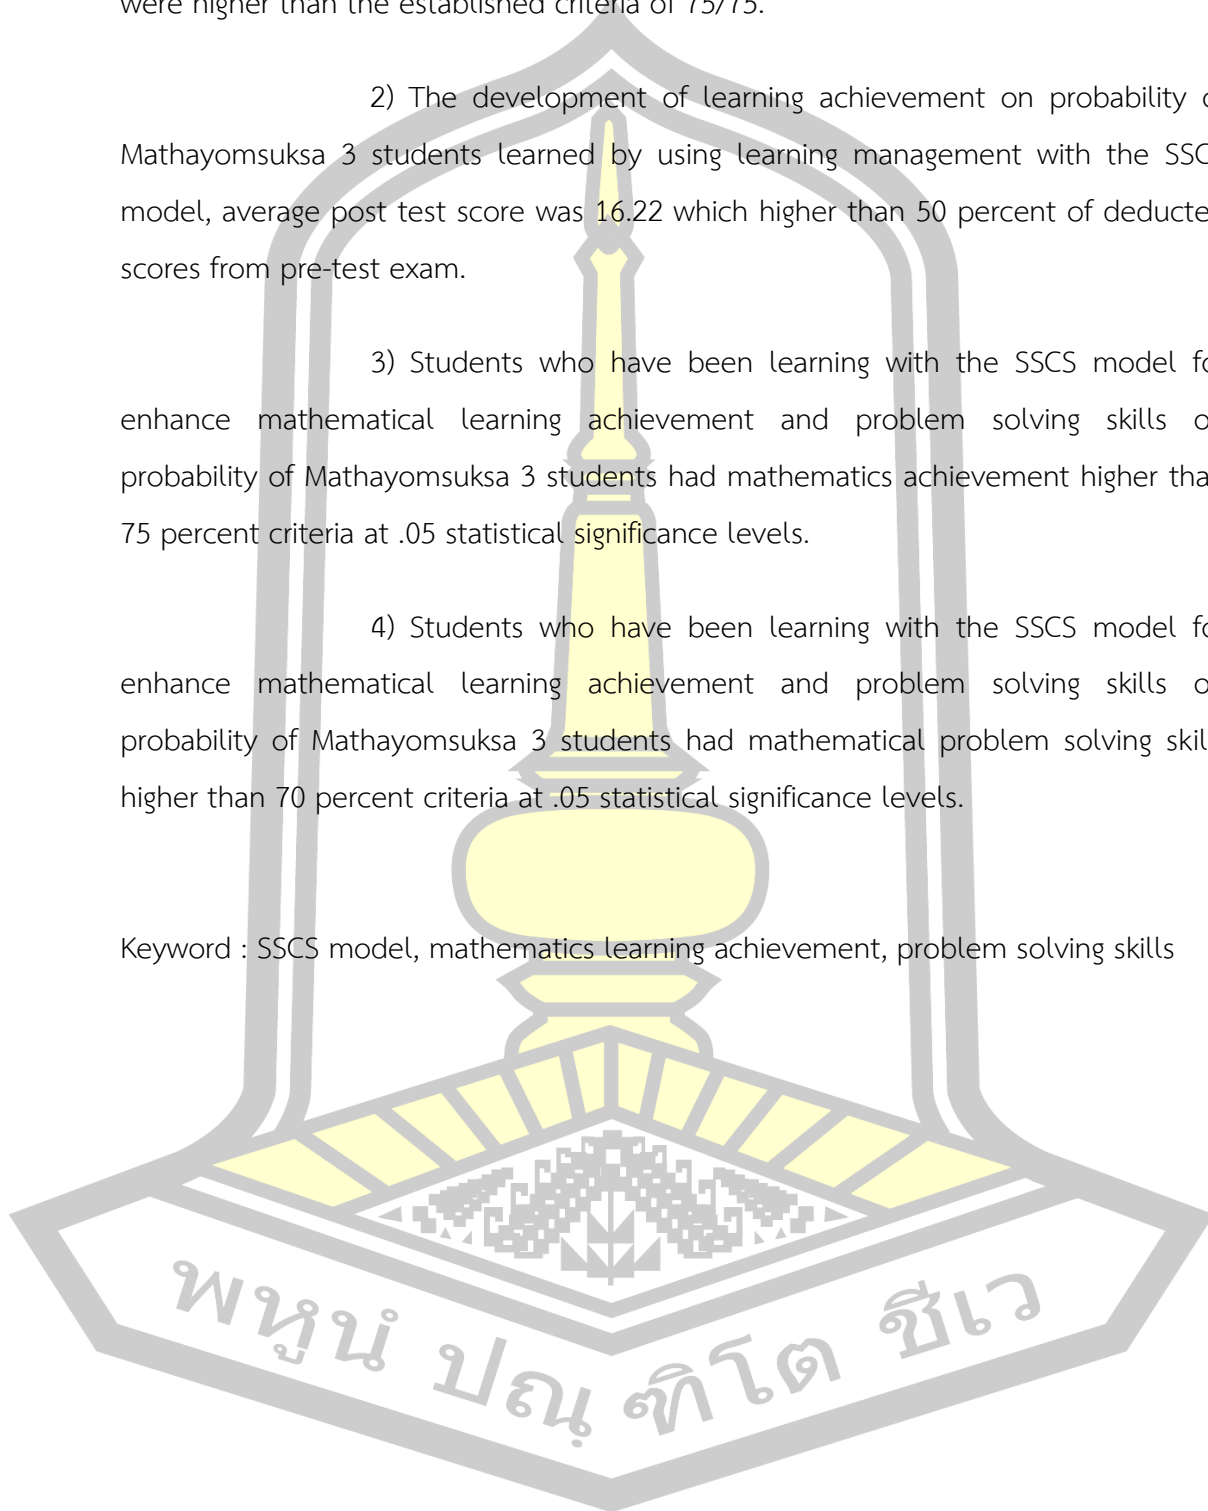 were higher than the established criteria of 75/75.
2) The development of learning achievement on probability
Mathayomsuksa 3 students learned by using learning management with the SSC
model, average post test score was 16.22 which higher than 50 percent of deducte
scores from pre-test exam.
3) Students who have been learning with the SSCS model fo
enhance mathematical learning achievement and problem solving skills o
probability of Mathayomsuksa 3 students had mathematics achievement higher tha
75 percent criteria at .05 statistical significance levels.
4) Students who have been learning with the SSCS model fo
enhance mathematical learning achievement and problem solving skills o
probability of Mathayomsuksa 3 students had mathematical problem solving skil
higher than 70 percent criteria at .05 statistical significance levels.
Keyword : SSCS model, mathematics learning achievement, problem solving skills
พหูนํ ปณฺฑิโต ชีเว